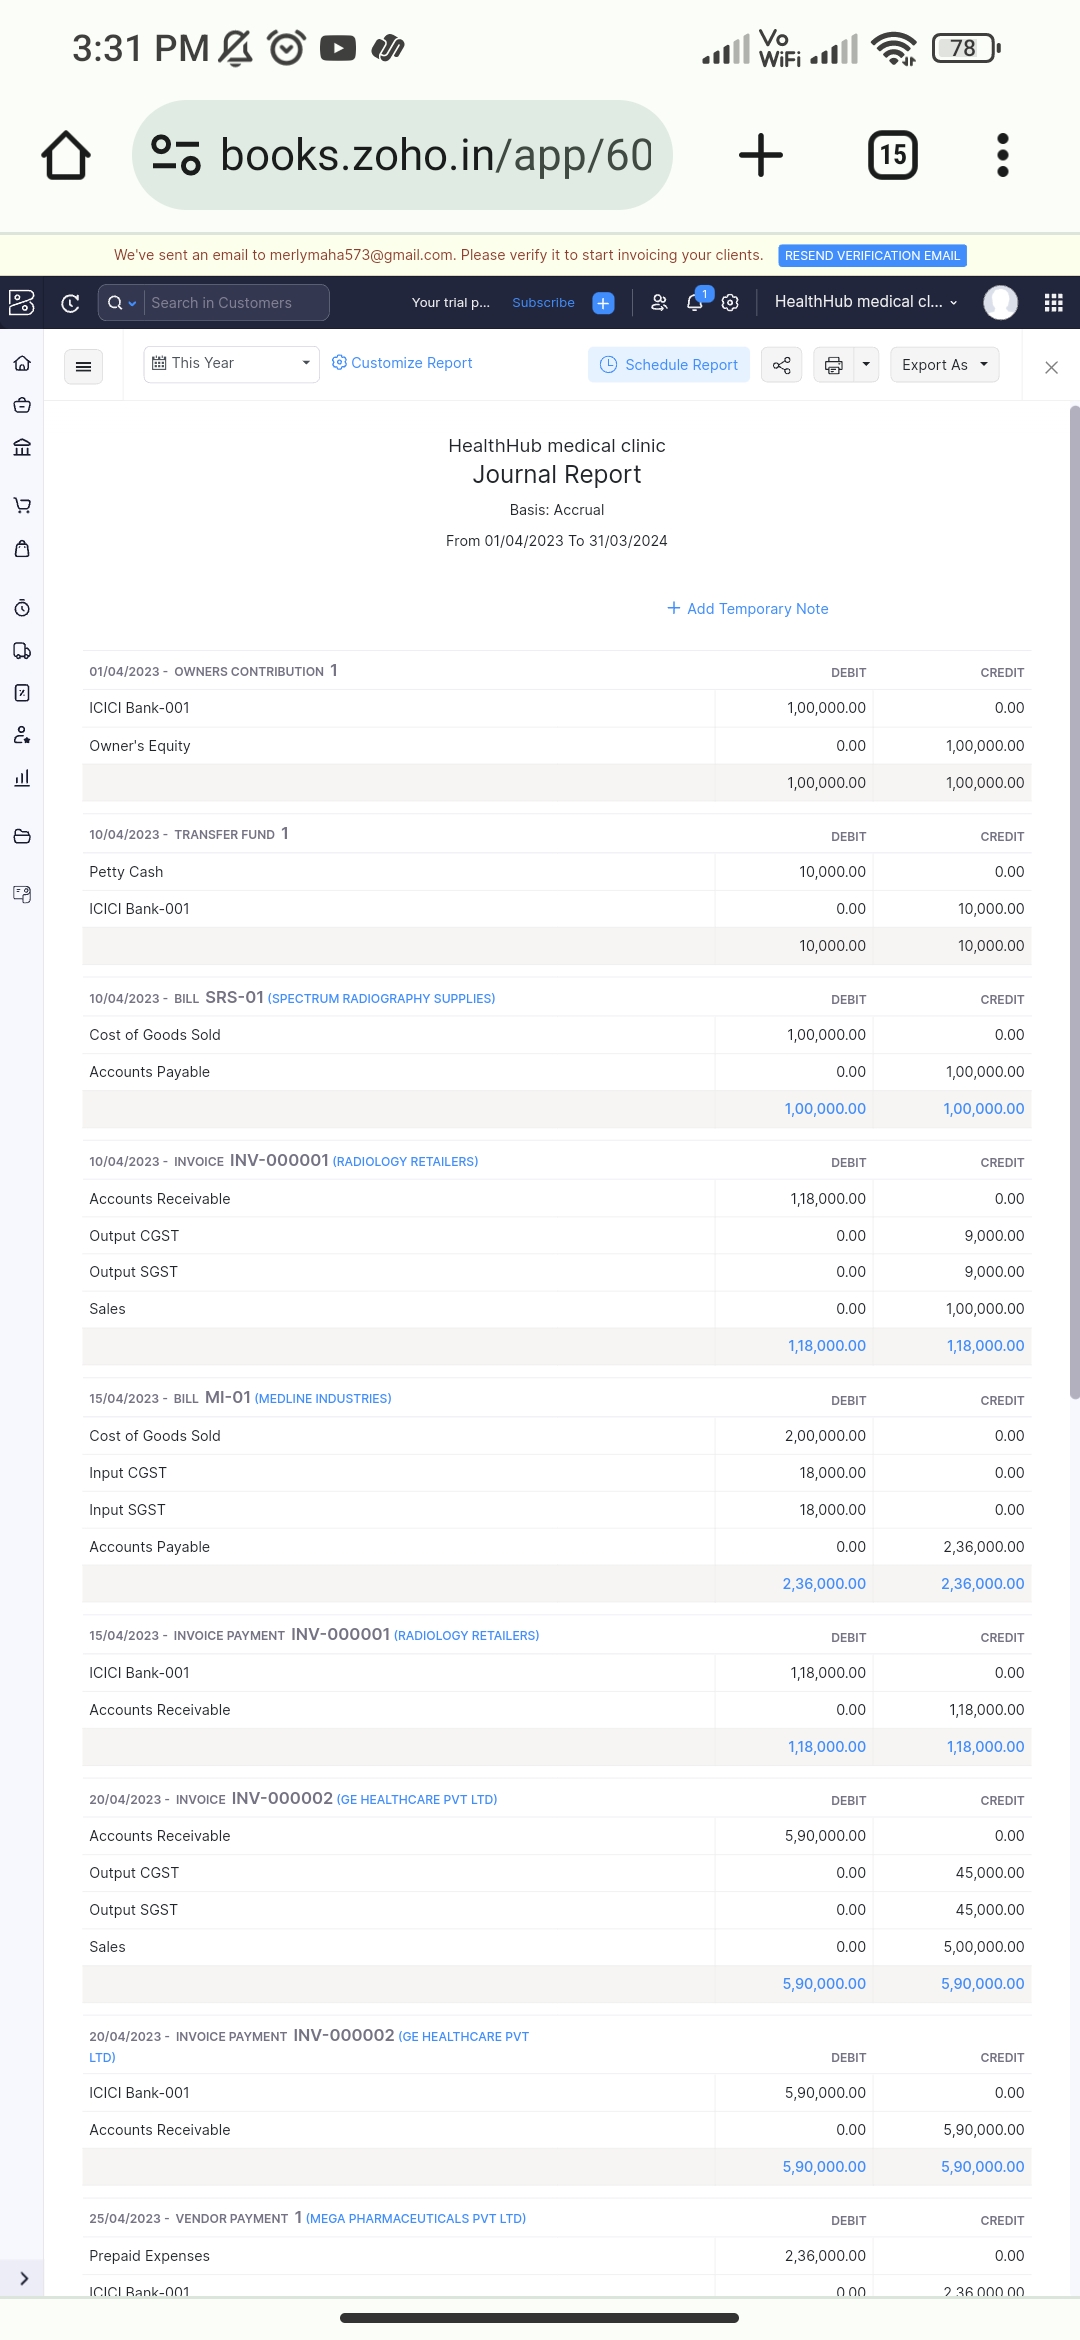 3:31 PM
Vo
WiFi
78
books.zoho.in/app/60
15
We've sent an email to merlymaha573@gmail.com. Please verify it to start invoicing your clients. RESEND VERIFICATION EMAIL
Search in Customers
Your trial p...
Subscribe
1
HealthHub medical cl...
This Year
Customize Report
Schedule Report
Export As
HealthHub medical clinic
Journal Report
Basis: Accrual
From 01/04/2023 To 31/03/2024
+ Add Temporary Note
01/04/2023 - OWNERS CONTRIBUTION 1 DEBIT CREDIT
ICICI Bank-001 1,00,000.00 0.00
Owner's Equity 0.00 1,00,000.00
1,00,000.00 1,00,000.00
10/04/2023 - TRANSFER FUND 1 DEBIT CREDIT
Petty Cash 10,000.00 0.00
ICICI Bank-001 0.00 10,000.00
10,000.00 10,000.00
10/04/2023 - BILL SRS-01 (SPECTRUM RADIOGRAPHY SUPPLIES) DEBIT CREDIT
Cost of Goods Sold 1,00,000.00 0.00
Accounts Payable 0.00 1,00,000.00
1,00,000.00 1,00,000.00
10/04/2023 - INVOICE INV-000001 (RADIOLOGY RETAILERS) DEBIT CREDIT
Accounts Receivable 1,18,000.00 0.00
Output CGST 0.00 9,000.00
Output SGST 0.00 9,000.00
Sales 0.00 1,00,000.00
1,18,000.00 1,18,000.00
15/04/2023 - BILL MI-01 (MEDLINE INDUSTRIES) DEBIT CREDIT
Cost of Goods Sold 2,00,000.00 0.00
Input CGST 18,000.00 0.00
Input SGST 18,000.00 0.00
Accounts Payable 0.00 2,36,000.00
2,36,000.00 2,36,000.00
15/04/2023 - INVOICE PAYMENT INV-000001 (RADIOLOGY RETAILERS) DEBIT CREDIT
ICICI Bank-001 1,18,000.00 0.00
Accounts Receivable 0.00 1,18,000.00
1,18,000.00 1,18,000.00
20/04/2023 - INVOICE INV-000002 (GE HEALTHCARE PVT LTD) DEBIT CREDIT
Accounts Receivable 5,90,000.00 0.00
Output CGST 0.00 45,000.00
Output SGST 0.00 45,000.00
Sales 0.00 5,00,000.00
5,90,000.00 5,90,000.00
20/04/2023 - INVOICE PAYMENT INV-000002 (GE HEALTHCARE PVT
LTD) DEBIT CREDIT
ICICI Bank-001 5,90,000.00 0.00
Accounts Receivable 0.00 5,90,000.00
5,90,000.00 5,90,000.00
25/04/2023 - VENDOR PAYMENT 1 (MEGA PHARMACEUTICALS PVT LTD) DEBIT CREDIT
Prepaid Expenses 2,36,000.00 0.00
ICICI Bank-001 0.00 2,36,000.00